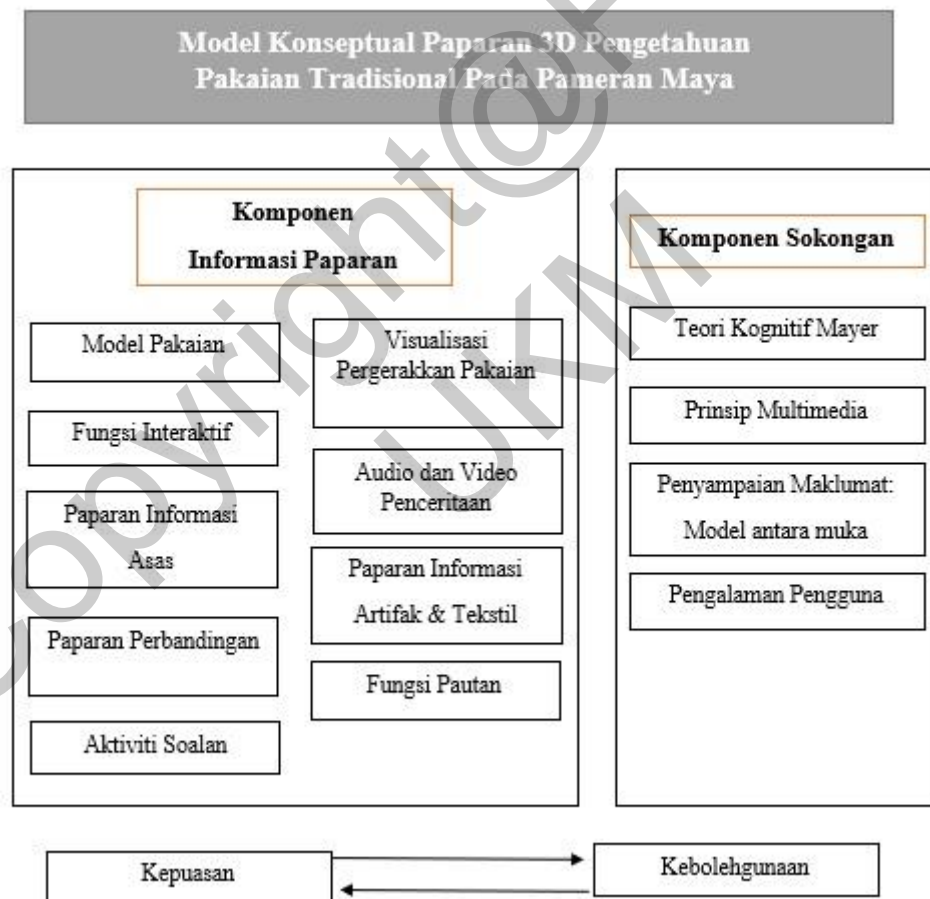 Model Konseptual Paparan 3D Pengetahuan
Pakaian Tradisional Pada Pameran Maya
Komponen
Informasi Paparan
Model Pakaian
Fungsi Interaktif
Paparan Informasi
Asas
Paparan Perbandingan
Aktiviti Soalan
Visualisasi
Pergerakkan Pakaian
Audio dan Video
Penceritaan
Paparan Informasi
Artifak & Tekstil
Fungsi Pautan
Komponen Sokongan
Teori Kognitif Mayer
Prinsip Multimedia
Penyampaian Maklumat:
Model antara muka
Pengalaman Pengguna
Kepuasan
Kebolehgunaan
Copyright@
UKM